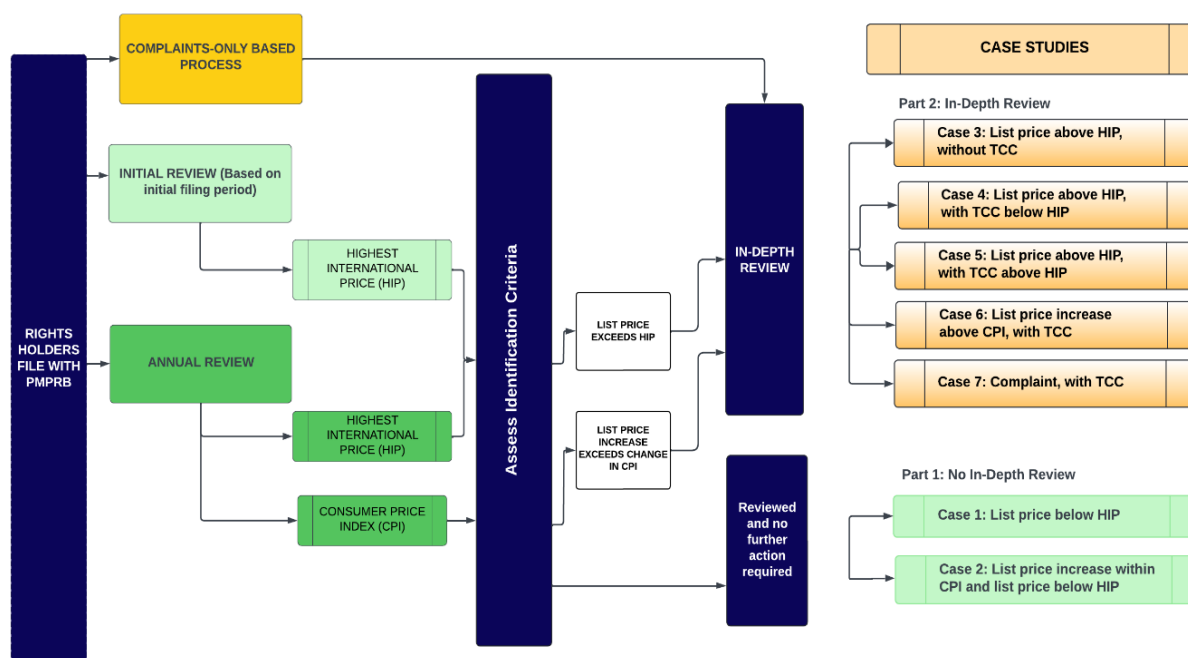 COMPLAINTS-ONLY BASED
PROCESS
RIGHTS
HOLDERS
FILE WITH
PMPRB
INITIAL REVIEW (Based on
initial filing period)
HIGHEST
INTERNATIONAL
PRICE (HIP)
ANNUAL REVIEW
HIGHEST
INTERNATIONAL
PRICE (HIP)
CONSUMER PRICE
INDEX (CPI)
Assess Identification Criteria
LIST PRICE
EXCEEDS HIP
LIST PRICE
INCREASE
EXCEEDS CHANGE
IN CPI
IN-DEPTH
REVIEW
Reviewed
and no
further
action
required
CASE STUDIES
Part 2: In-Depth Review
Case 3: List price above HIP,
without TCC
Case 4: List price above HIP,
with TCC below HIP
Case 5: List price above HIP,
with TCC above HIP
Case 6: List price increase
above CPI, with TCC
Case 7: Complaint, with TCC
Part 1: No In-Depth Review
Case 1: List price below HIP
Case 2: List price increase within
CPI and list price below HIP